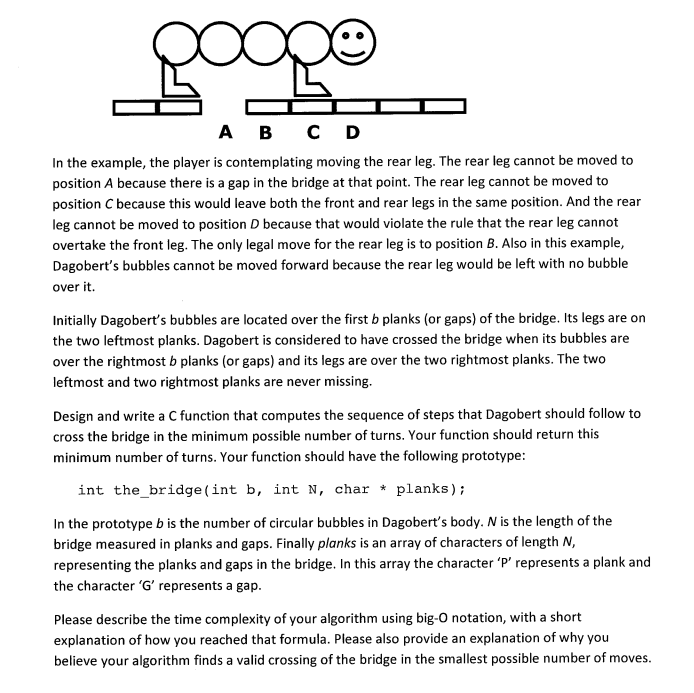 A B C D
In the example, the player is contemplating moving the rear leg. The rear leg cannot be moved to
position A because there is a gap in the bridge at that point. The rear leg cannot be moved to
position C because this would leave both the front and rear legs in the same position. And the rear
leg cannot be moved to position D because that would violate the rule that the rear leg cannot
overtake the front leg. The only legal move for the rear leg is to position B. Also in this example,
Dagobert's bubbles cannot be moved forward because the rear leg would be left with no bubble
over it.
Initially Dagobert's bubbles are located over the first b planks (or gaps) of the bridge. Its legs are on
the two leftmost planks. Dagobert is considered to have crossed the bridge when its bubbles are
over the rightmost b planks (or gaps) and its legs are over the two rightmost planks. The two
leftmost and two rightmost planks are never missing.
Design and write a C function that computes the sequence of steps that Dagobert should follow to
cross the bridge in the minimum possible number of turns. Your function should return this
minimum number of turns. Your function should have the following prototype:
int the_bridge(int b, int N, char * planks);
In the prototype b is the number of circular bubbles in Dagobert's body. N is the length of the
bridge measured in planks and gaps. Finally planks is an array of characters of length N,
representing the planks and gaps in the bridge. In this array the character 'P' represents a plank and
the character 'G' represents a gap.
Please describe the time complexity of your algorithm using big-O notation, with a short
explanation of how you reached that formula. Please also provide an explanation of why you
believe your algorithm finds a valid crossing of the bridge in the smallest possible number of moves.